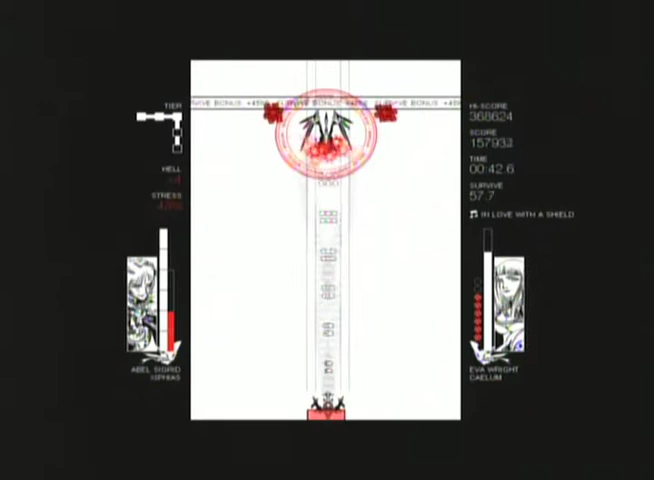 TIER
HELL
STRESS
HI-SCORE
368624
SCORE
TIME
00:42.6
SURVIVE
57.7
IN LOVE WITH A SHIELD
ABEL SIGRID
XIPHIAS
EVA WRIGHT
CAELUM